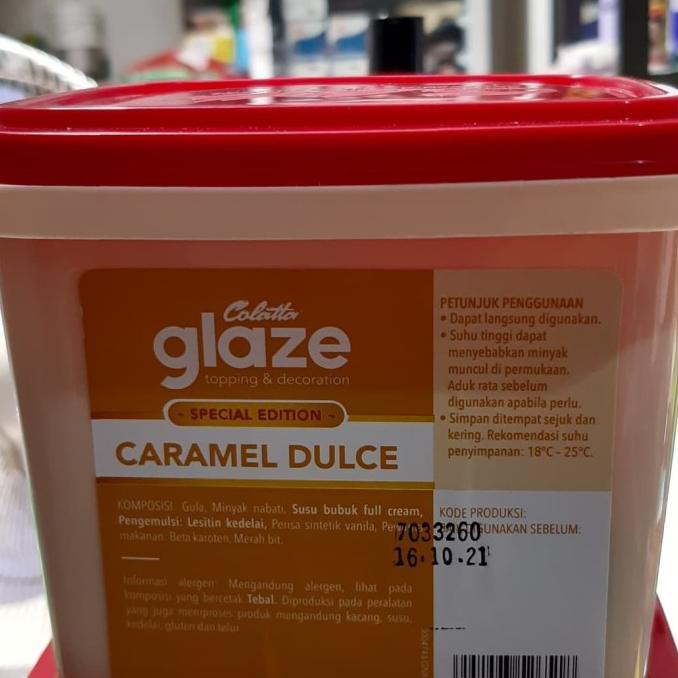 Colatta
glaze
topping & decoration
- SPECIAL EDITION -
CARAMEL DULCE
KOMPOSISI: Gula, Minyak nabati, Susu bubuk full cream,
Pengemulsi: Lesitin kedelai, Perisa sintetik vanila,
makanan: Beta karoten, Merah bit.
Informasi alergen: Mengandung alergen, lihat pada
komposisi yang bercetak Tebal. Diproduksi pada peralatan
yang juga memproses produk mengandung kacang, susu,
kedelai, gluten dan telur
PETUNJUK PENGGUNAAN
• Dapat langsung digunakan.
• Suhu tinggi dapat
menyebabkan minyak
muncul di permukaan.
Aduk rata sebelum
digunakan apabila perlu.
• Simpan ditempat sejuk dan
kering. Rekomendasi suhu
penyimpanan: 18°C - 25°C.
KODE PRODUKSI:
SEBELUM:
7033260
16.10.21